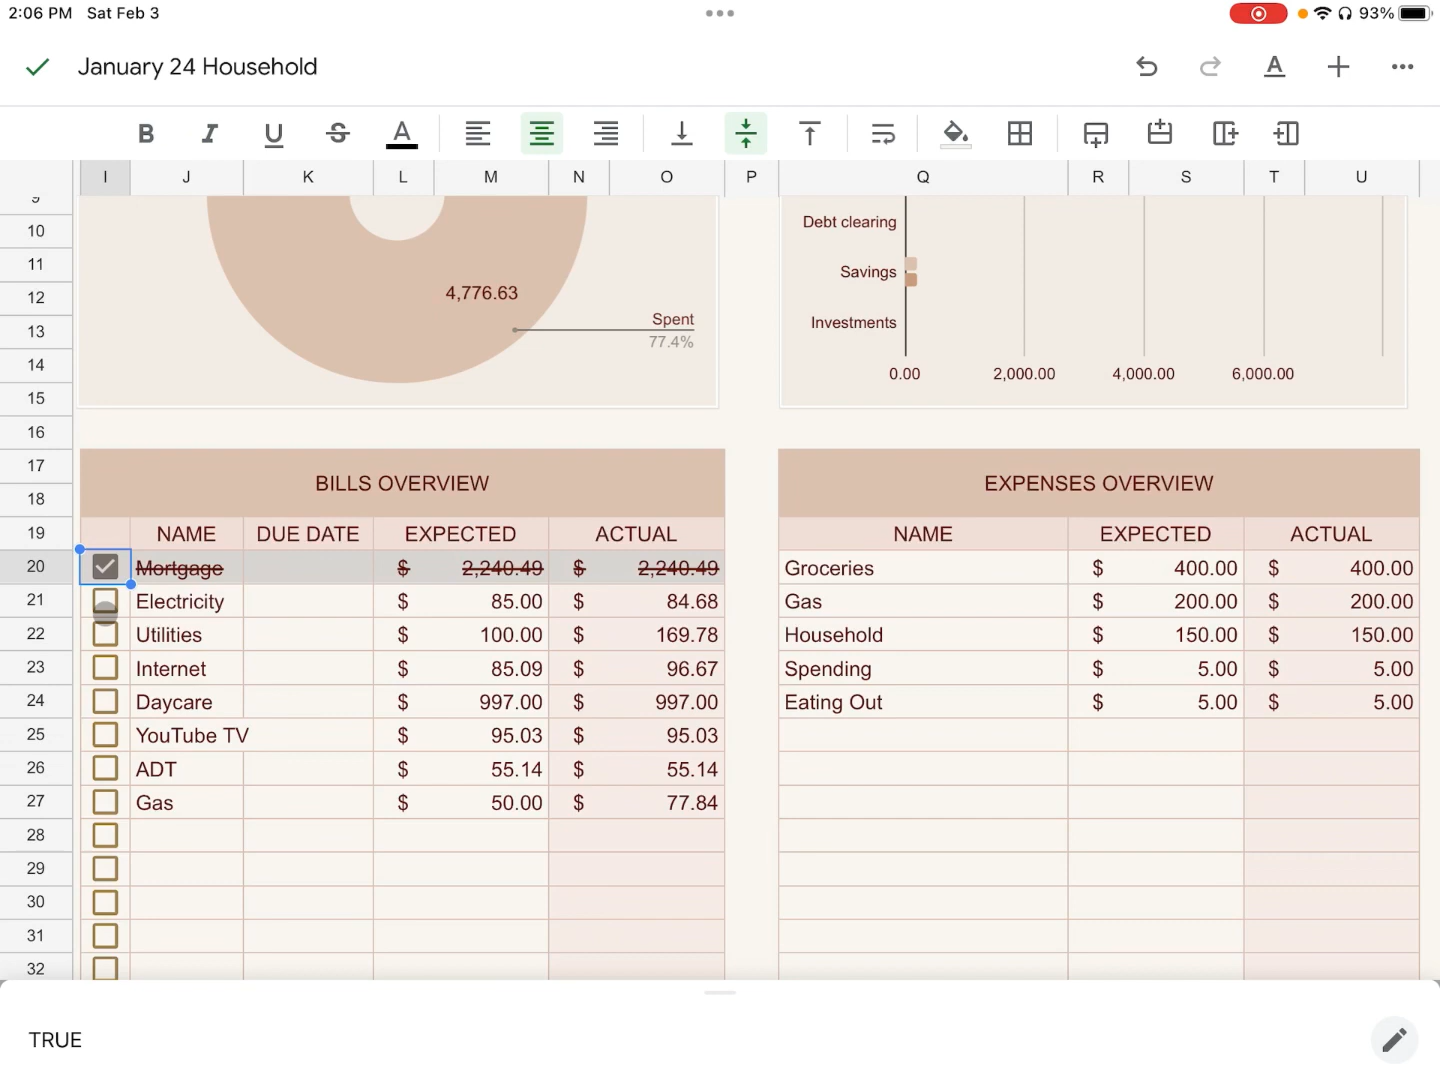 2:06 PM Sat Feb 3 93%
January 24 Household
B I U S A
I J K L M N O P Q R S T U
10
11
12
13
14
15
16
17
18
19
20
21
22
23
24
25
26
27
28
29
30
31
32
4,776.63
Spent
77.4%
Debt clearing
Savings
Investments
0.00 2,000.00 4,000.00 6,000.00
BILLS OVERVIEW
NAME DUE DATE EXPECTED ACTUAL
Mortgage $ 2,240.49 $ 2,240.49
Electricity $ 85.00 $ 84.68
Utilities $ 100.00 $ 169.78
Internet $ 85.09 $ 96.67
Daycare $ 997.00 $ 997.00
YouTube TV $ 95.03 $ 95.03
ADT $ 55.14 $ 55.14
Gas $ 50.00 $ 77.84
EXPENSES OVERVIEW
NAME EXPECTED ACTUAL
Groceries $ 400.00 $ 400.00
Gas $ 200.00 $ 200.00
Household $ 150.00 $ 150.00
Spending $ 5.00 $ 5.00
Eating Out $ 5.00 $ 5.00
TRUE